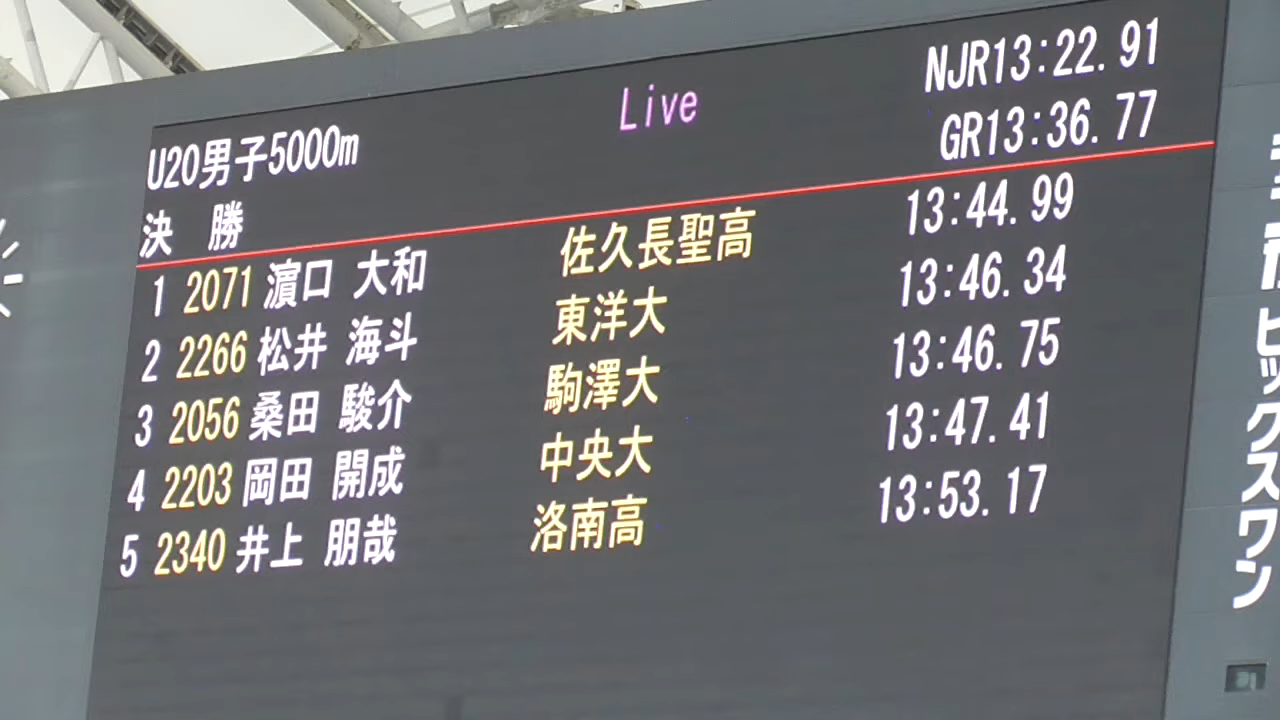 Live
NJR13:22.91
U20男子5000m
GR13:36.77
決 勝
1 2071 濵口 大和 佐久長聖高 13:44.99
2 2266 松井 海斗 東洋大 13:46.34
3 2056 桑田 駿介 駒澤大 13:46.75
4 2203 岡田 開成 中央大 13:47.41
5 2340 井上 朋哉 洛南高 13:53.17
ビックスワン